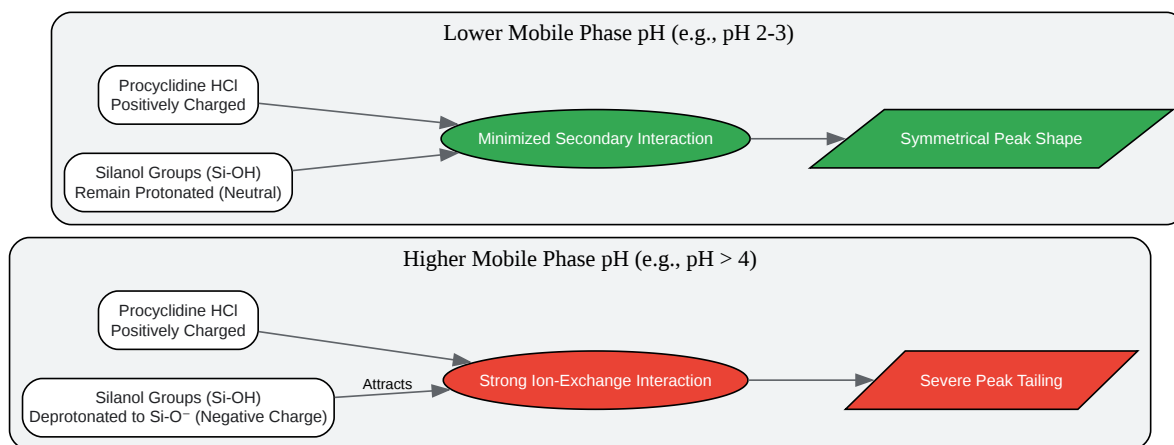 Lower Mobile Phase pH (e.g., pH 2-3)
Procyclidine HCl
Positively Charged
Minimized Secondary Interaction
Symmetrical Peak Shape
Silanol Groups (Si-OH)
Remain Protonated (Neutral)
Higher Mobile Phase pH (e.g., pH > 4)
Procyclidine HCl
Positively Charged
Attracts
Strong Ion-Exchange Interaction
Severe Peak Tailing
Silanol Groups (Si-OH)
Deprotonated to Si-O⁻ (Negative Charge)